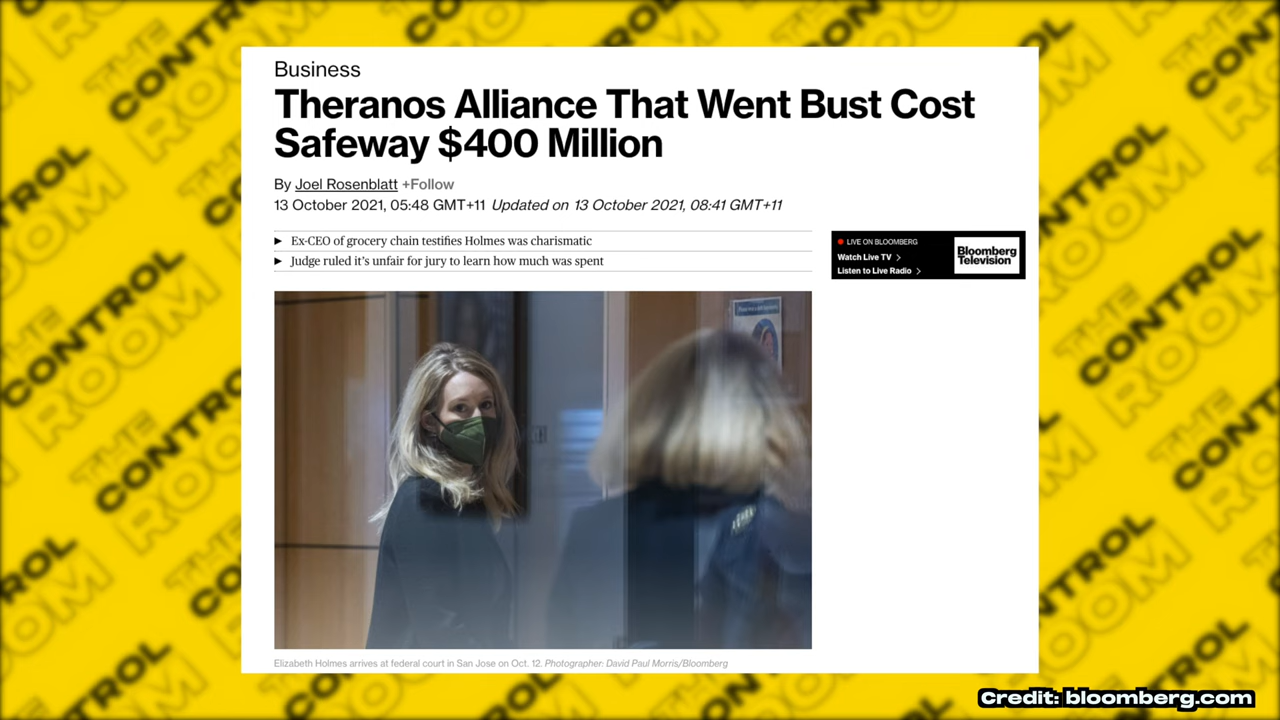 Business
Theranos Alliance That Went Bust Cost
Safeway $400 Million
By Joel Rosenblatt +Follow
13 October 2021, 05:48 GMT+11 Updated on 13 October 2021, 08:41 GMT+11
▶ Ex-CEO of grocery chain testifies Holmes was charismatic
▶ Judge ruled it's unfair for jury to learn how much was spent
LIVE ON BLOOMBERG
Watch Live TV >
Listen to Live Radio >
Bloomberg
Television
Elizabeth Holmes arrives at federal court in San Jose on Oct. 12. Photographer: David Paul Morris/Bloomberg
Credit: bloomberg.com
THE
CONTROL
ROOM